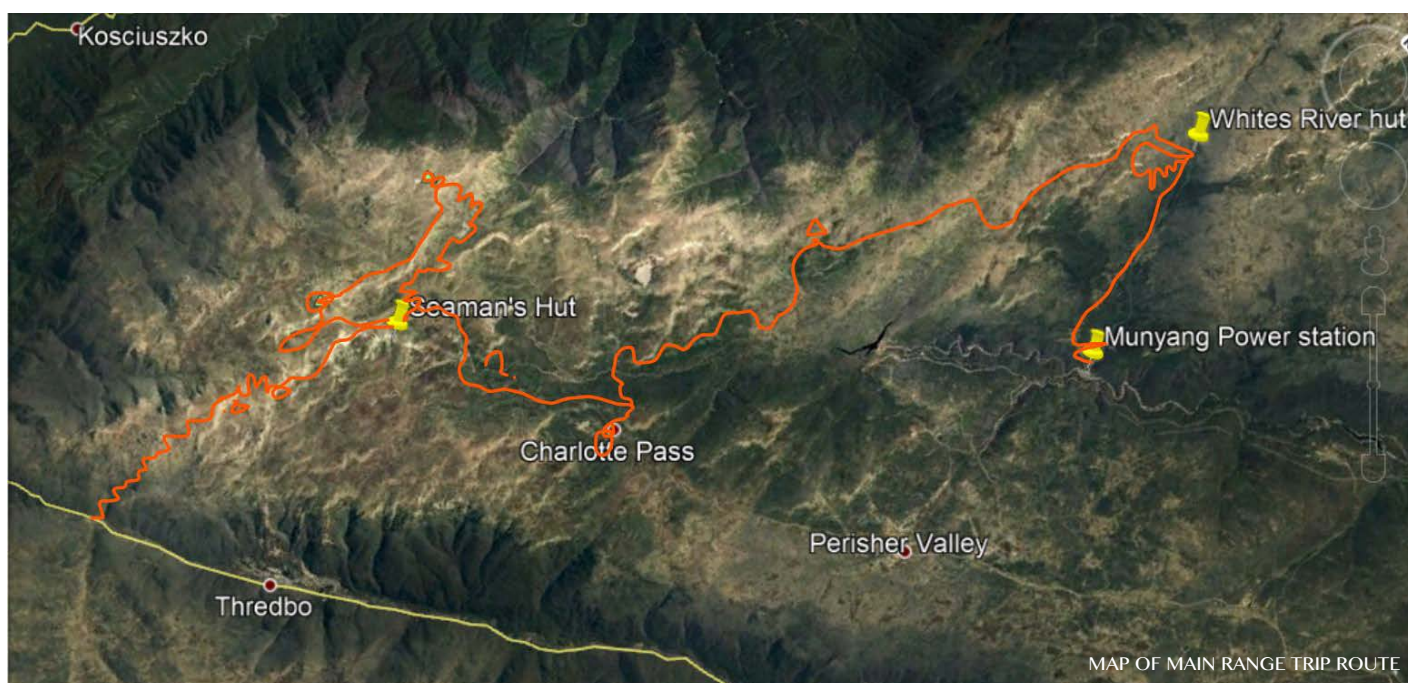 Kosciuszko
Whites River hut
Seaman's Hut
Munyang Power station
Charlotte Pass
Perisher Valley
Thredbo
MAP OF MAIN RANGE TRIP ROUTE